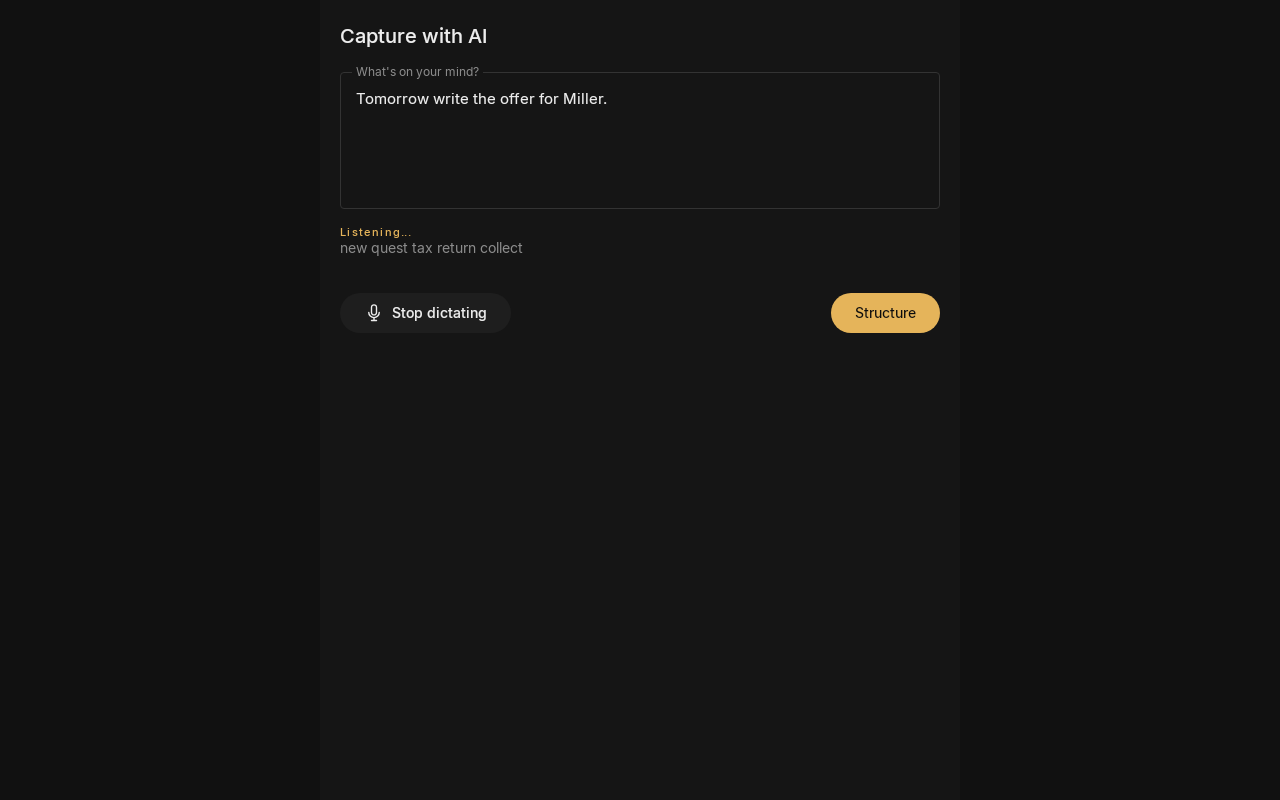 Capture with AI
What's on your mind?
Tomorrow write the offer for Miller.
Listening...
new quest tax return collect
Stop dictating
Structure